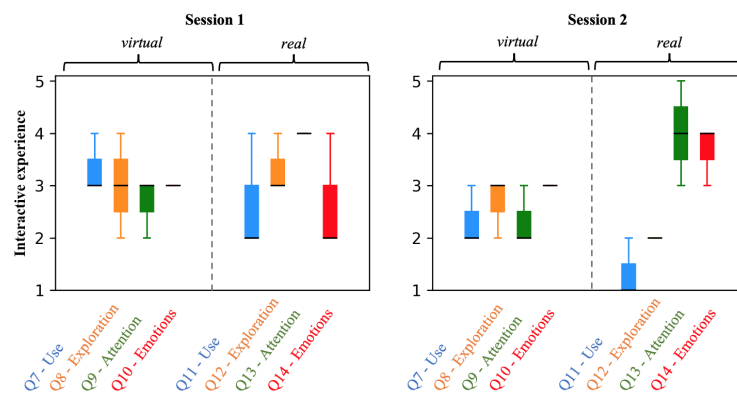 Session 1
Session 2
virtual
real
virtual
real
Interactive experience
5
4
3
2
1
5
4
3
2
1
Q7 - Use
Q8 - Exploration
Q9 - Attention
Q10 - Emotions
Q11 - Use
Q12 - Exploration
Q13 - Attention
Q14 - Emotions
Q7 - Use
Q8 - Exploration
Q9 - Attention
Q10 - Emotions
Q11 - Use
Q12 - Exploration
Q13 - Attention
Q14 - Emotions